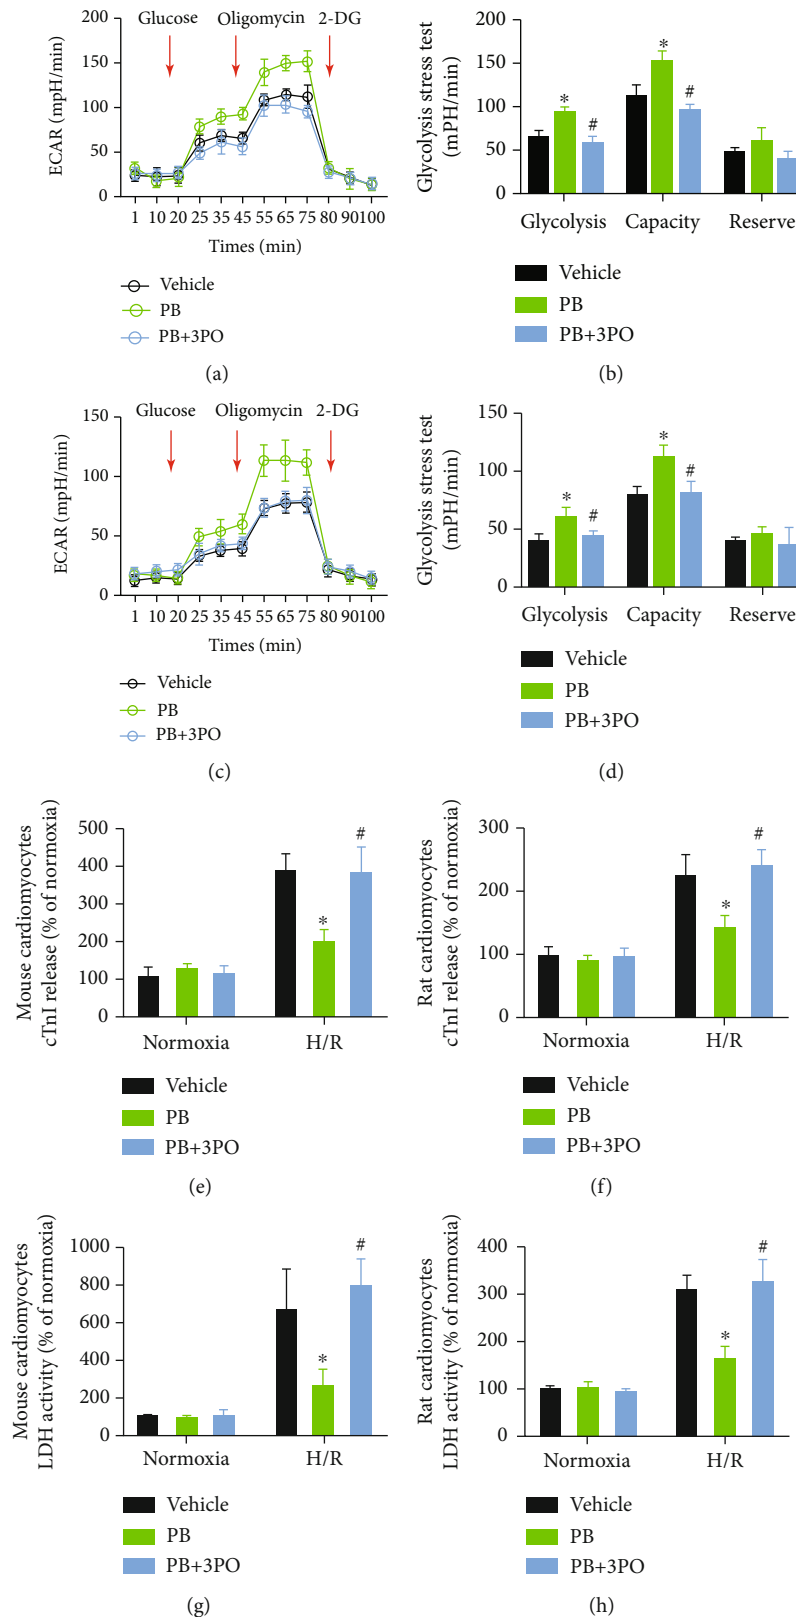 Glucose Oligomycin 2-DG
ECAR (mpH/min)
200
150
100
50
0
1 10 20 25 35 45 55 65 75 80 90 100
Times (min)
Vehicle
PB
PB+3PO
(a)
Glycolysis stress test
(mPH/min)
200
150
100
50
0
* # * #
Glycolysis Capacity Reserve
Vehicle
PB
PB+3PO
(b)
Glucose Oligomycin 2-DG
ECAR (mpH/min)
150
100
50
0
1 10 20 25 35 45 55 65 75 80 90 100
Times (min)
Vehicle
PB
PB+3PO
(c)
Glycolysis stress test
(mPH/min)
150
100
50
0
* # * #
Glycolysis Capacity Reserve
Vehicle
PB
PB+3PO
(d)
Mouse cardiomyocytes
cTnI release (% of normoxia)
500
400
300
200
100
0
* #
Normoxia H/R
Vehicle
PB
PB+3PO
(e)
Rat cardiomyocytes
cTnI release (% of normoxia)
300
200
100
0
* #
Normoxia H/R
Vehicle
PB
PB+3PO
(f)
Mouse cardiomyocytes
LDH activity (% of normoxia)
1000
800
600
400
200
0
* #
Normoxia H/R
Vehicle
PB
PB+3PO
(g)
Rat cardiomyocytes
LDH activity (% of normoxia)
400
300
200
100
0
* #
Normoxia H/R
Vehicle
PB
PB+3PO
(h)